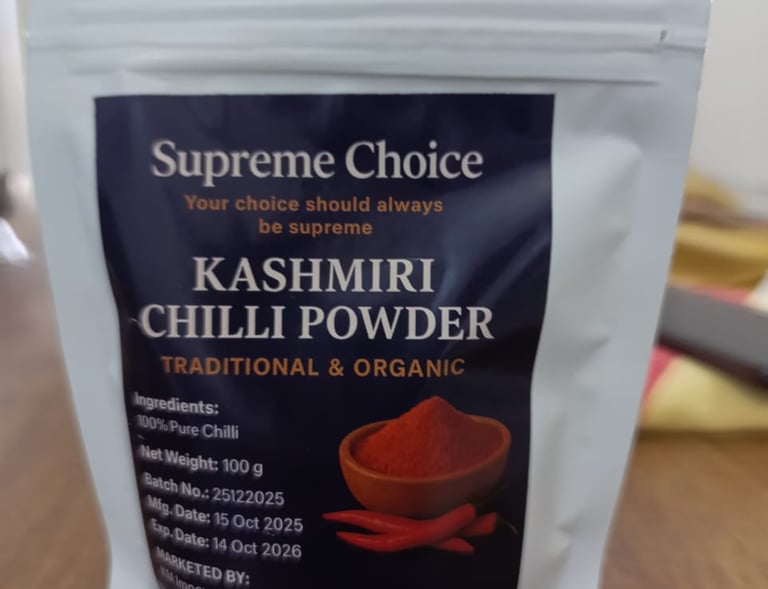 Supreme Choice
Your choice should always
be supreme
KASHMIRI
CHILLI POWDER
TRADITIONAL & ORGANIC
Ingredients:
100% Pure Chilli
Net Weight: 100 g
Batch No.: 25122025
Mfg. Date: 15 Oct 2025
Exp. Date: 14 Oct 2026
MARKETED BY: